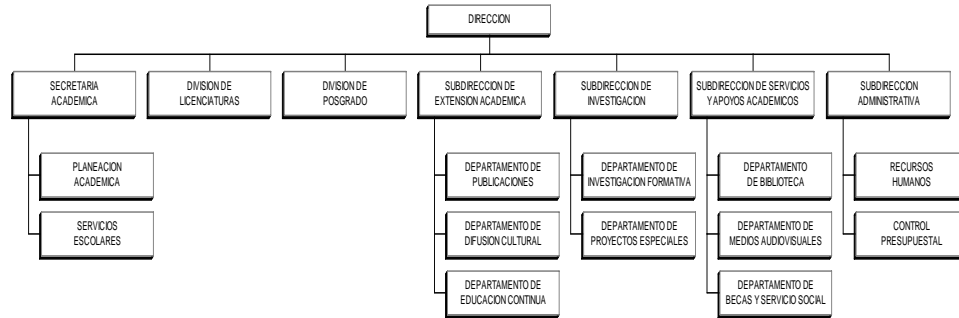 DIRECCION
SECRETARIA
ACADEMICA
DIVISION DE
LICENCIATURAS
DIVISION DE
POSGRADO
SUBDIRECCION DE
EXTENSION ACADEMICA
SUBDIRECCION DE
INVESTIGACION
SUBDIRECCION DE SERVICIOS
Y APOYOS ACADEMICOS
SUBDIRECCION
ADMINISTRATIVA
PLANEACION
ACADEMICA
DEPARTAMENTO DE
PUBLICACIONES
DEPARTAMENTO DE
INVESTIGACION FORMATIVA
DEPARTAMENTO
DE BIBLIOTECA
RECURSOS
HUMANOS
SERVICIOS
ESCOLARES
DEPARTAMENTO DE
DIFUSION CULTURAL
DEPARTAMENTO DE
PROYECTOS ESPECIALES
DEPARTAMENTO DE
MEDIOS AUDIOVISUALES
CONTROL
PRESUPUESTAL
DEPARTAMENTO DE
EDUCACION CONTINUA
DEPARTAMENTO DE
BECAS Y SERVICIO SOCIAL